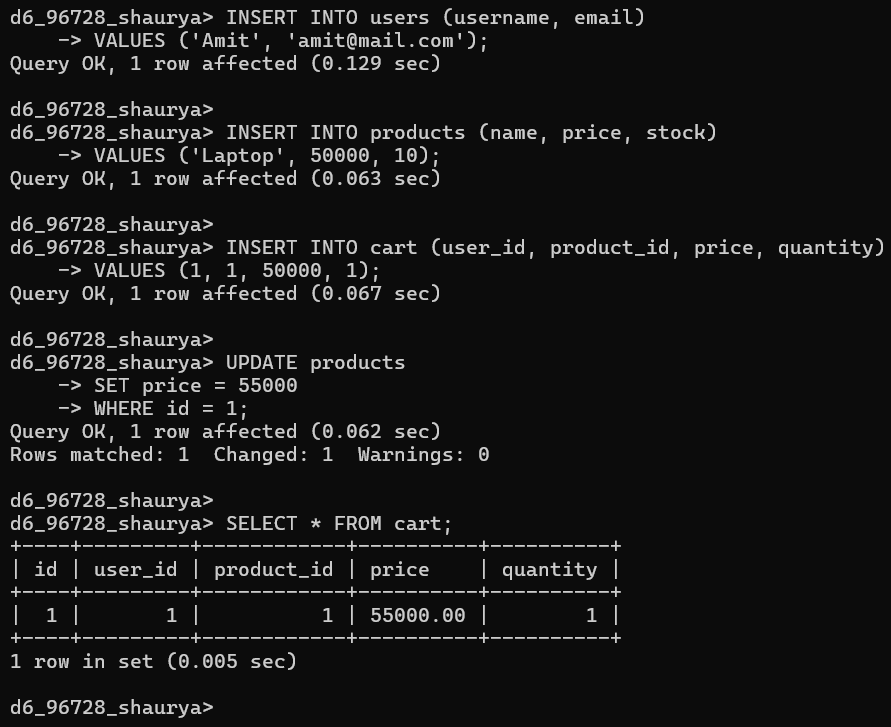 d6_96728_shaurya> INSERT INTO users (username, email)
    -> VALUES ('Amit', 'amit@mail.com');
Query OK, 1 row affected (0.129 sec)

d6_96728_shaurya>
d6_96728_shaurya> INSERT INTO products (name, price, stock)
    -> VALUES ('Laptop', 50000, 10);
Query OK, 1 row affected (0.063 sec)

d6_96728_shaurya>
d6_96728_shaurya> INSERT INTO cart (user_id, product_id, price, quantity)
    -> VALUES (1, 1, 50000, 1);
Query OK, 1 row affected (0.067 sec)

d6_96728_shaurya>
d6_96728_shaurya> UPDATE products
    -> SET price = 55000
    -> WHERE id = 1;
Query OK, 1 row affected (0.062 sec)
Rows matched: 1  Changed: 1  Warnings: 0

d6_96728_shaurya>
d6_96728_shaurya> SELECT * FROM cart;
+----+---------+------------+----------+----------+
| id | user_id | product_id | price    | quantity |
+----+---------+------------+----------+----------+
|  1 |       1 |          1 | 55000.00 |        1 |
+----+---------+------------+----------+----------+
1 row in set (0.005 sec)

d6_96728_shaurya>